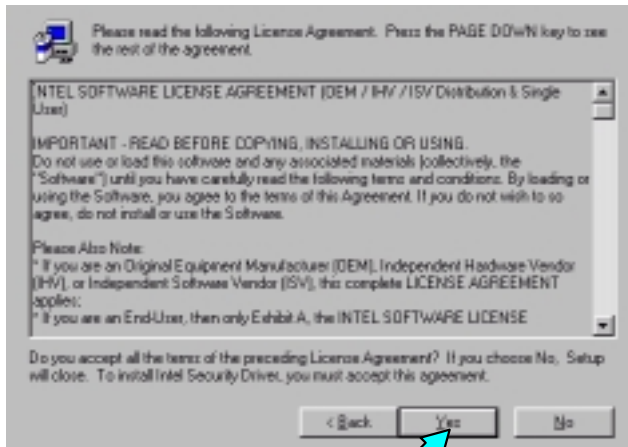 Please read the following License Agreement. Press the PAGE DOWN key to see
the rest of the agreement.
INTEL SOFTWARE LICENSE AGREEMENT (OEM / IHV / ISV Distribution & Single
User)
IMPORTANT - READ BEFORE COPYING, INSTALLING OR USING.
Do not use or load this software and any associated materials (collectively, the
"Software") until you have carefully read the following terms and conditions. By loading or
using the Software, you agree to the terms of this Agreement. If you do not wish to so
agree, do not install or use the Software.
Please Also Note:
* If you are an Original Equipment Manufacturer (OEM), Independent Hardware Vendor
(IHV), or Independent Software Vendor (ISV), this complete LICENSE AGREEMENT
applies;
* If you are an End-User, then only Exhibit A, the INTEL SOFTWARE LICENSE
Do you accept all the terms of the preceding License Agreement? If you choose No, Setup
will close. To install Intel Security Driver, you must accept this agreement.
< Back Yes No